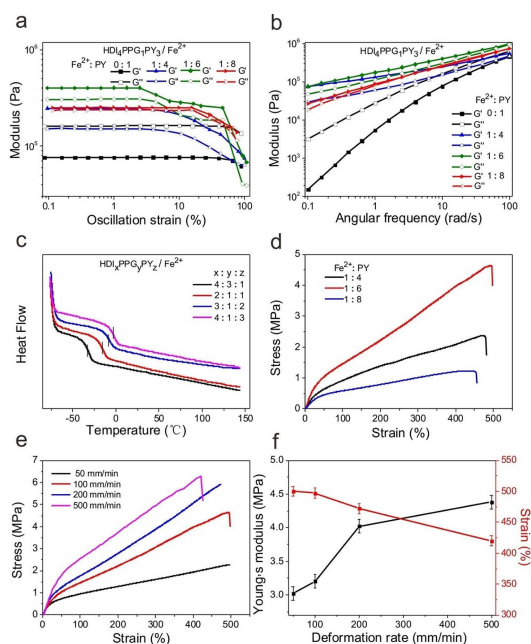 a
HDI4PPG1PY3 / Fe2+
Fe2+: PY 0 : 1 1 : 4 1 : 6 1 : 8
G' G' G' G'
G" G" G" G"
Modulus (Pa)
10^6
10^5
0.1 1 10 100
Oscillation strain (%)
b
HDI4PPG1PY3 / Fe2+
Modulus (Pa)
10^6
10^5
10^4
10^3
10^2
Fe2+: PY
G' 0 : 1
G"
G' 1 : 4
G"
G' 1 : 6
G"
G' 1 : 8
G"
0.1 1 10 100
Angular frequency (rad/s)
c
HDIxPPGyPYz / Fe2+
x : y : z
4 : 3 : 1
2 : 1 : 1
3 : 1 : 2
4 : 1 : 3
Heat Flow
-50 0 50 100 150
Temperature (℃)
d
Fe2+: PY
1 : 4
1 : 6
1 : 8
Stress (MPa)
5
4
3
2
1
0
0 100 200 300 400 500 600
Strain (%)
e
50 mm/min
100 mm/min
200 mm/min
500 mm/min
Stress (MPa)
7
6
5
4
3
2
1
0
0 100 200 300 400 500 600
Strain (%)
f
Young›s modulus (MPa)
5.0
4.5
4.0
3.5
3.0
550
500
450
400
350
300
Strain (%)
100 200 300 400 500
Deformation rate (mm/min)